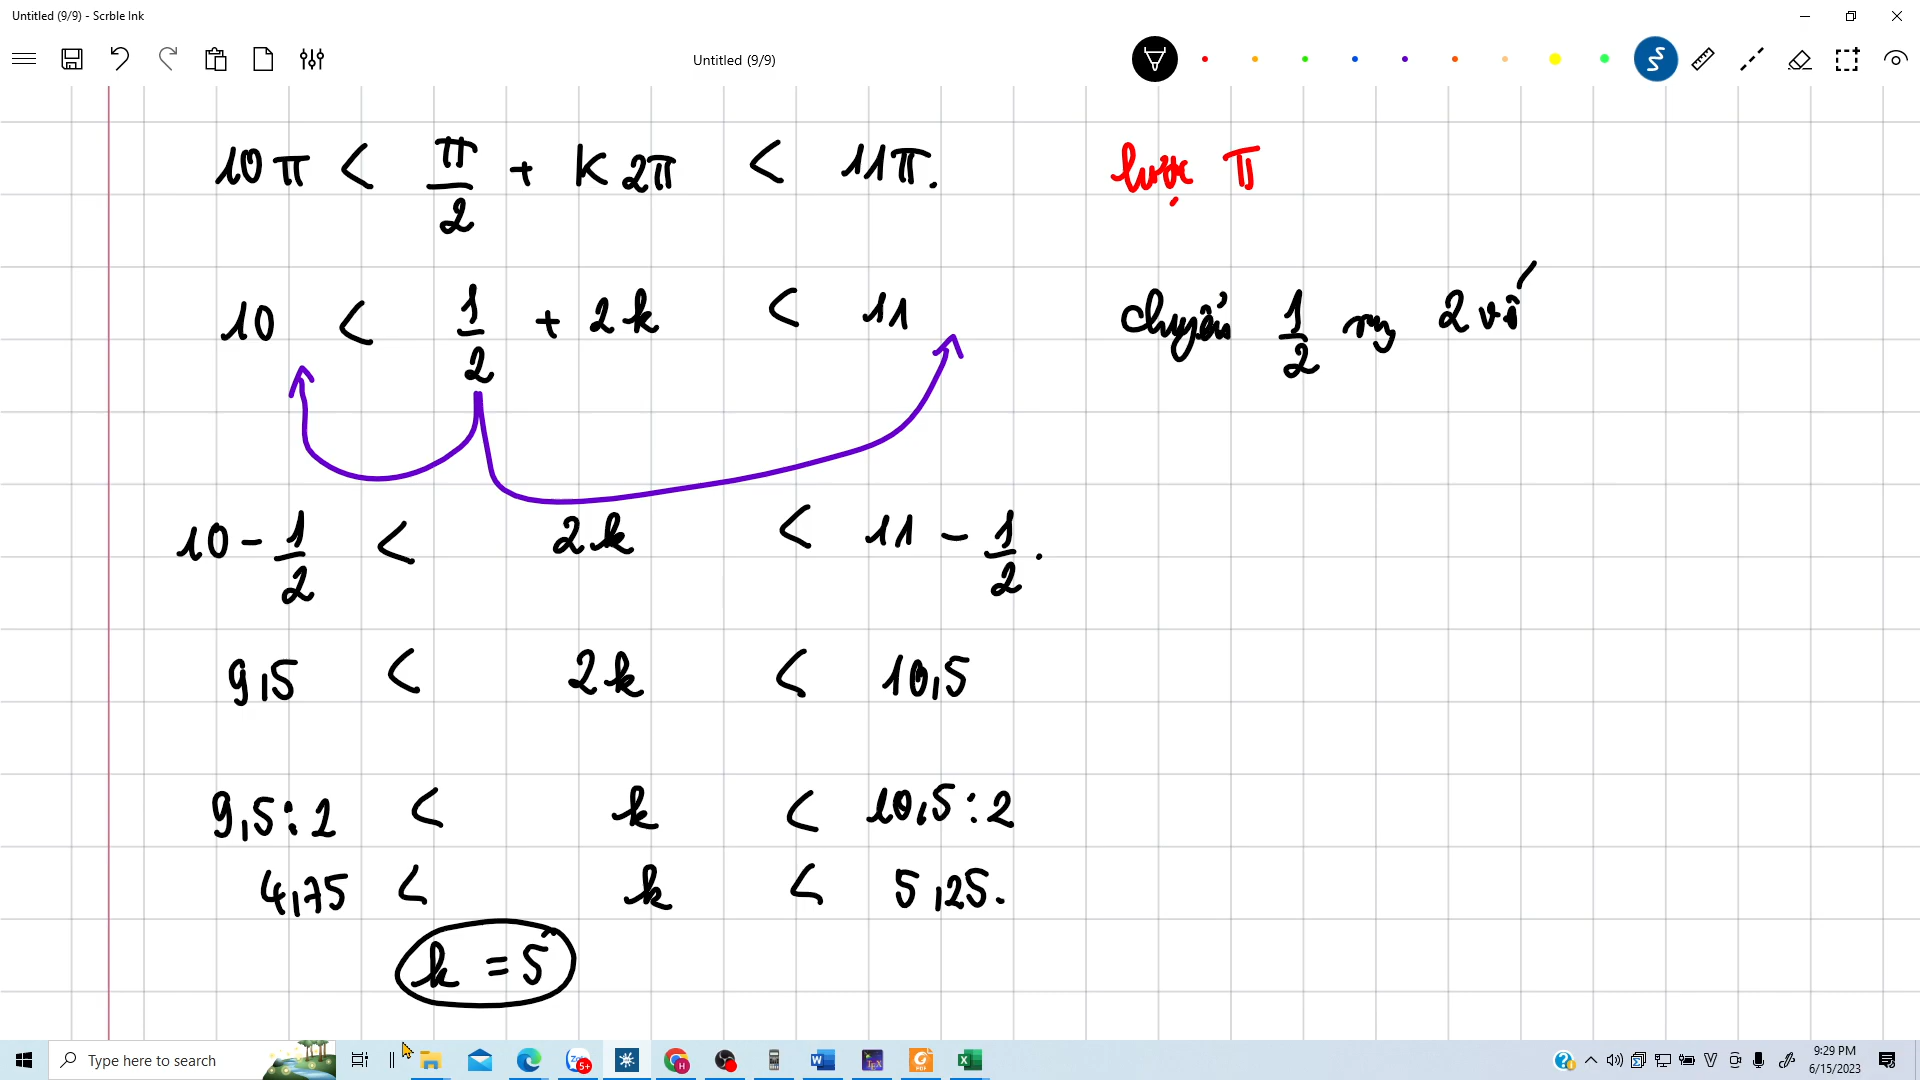 Untitled (9/9) - Scrble Ink
Untitled (9/9)
10π < π/2 + K2π < 11π. lược π
10 < 1/2 + 2k < 11 chuyển 1/2 sang 2 vế
10 - 1/2 < 2k < 11 - 1/2.
9,5 < 2k < 10,5
9,5:2 < k < 10,5:2
4,75 < k < 5,25.
k = 5
Type here to search
9:29 PM
6/15/2023